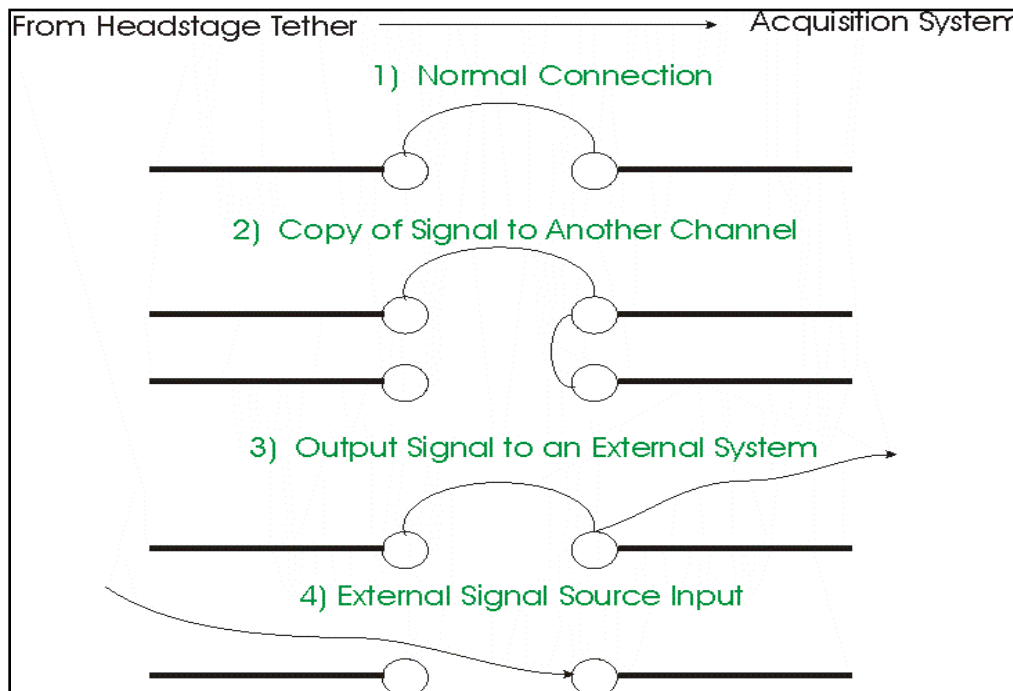 From Headstage Tether Acquisition System
1) Normal Connection
2) Copy of Signal to Another Channel
3) Output Signal to an External System
4) External Signal Source Input